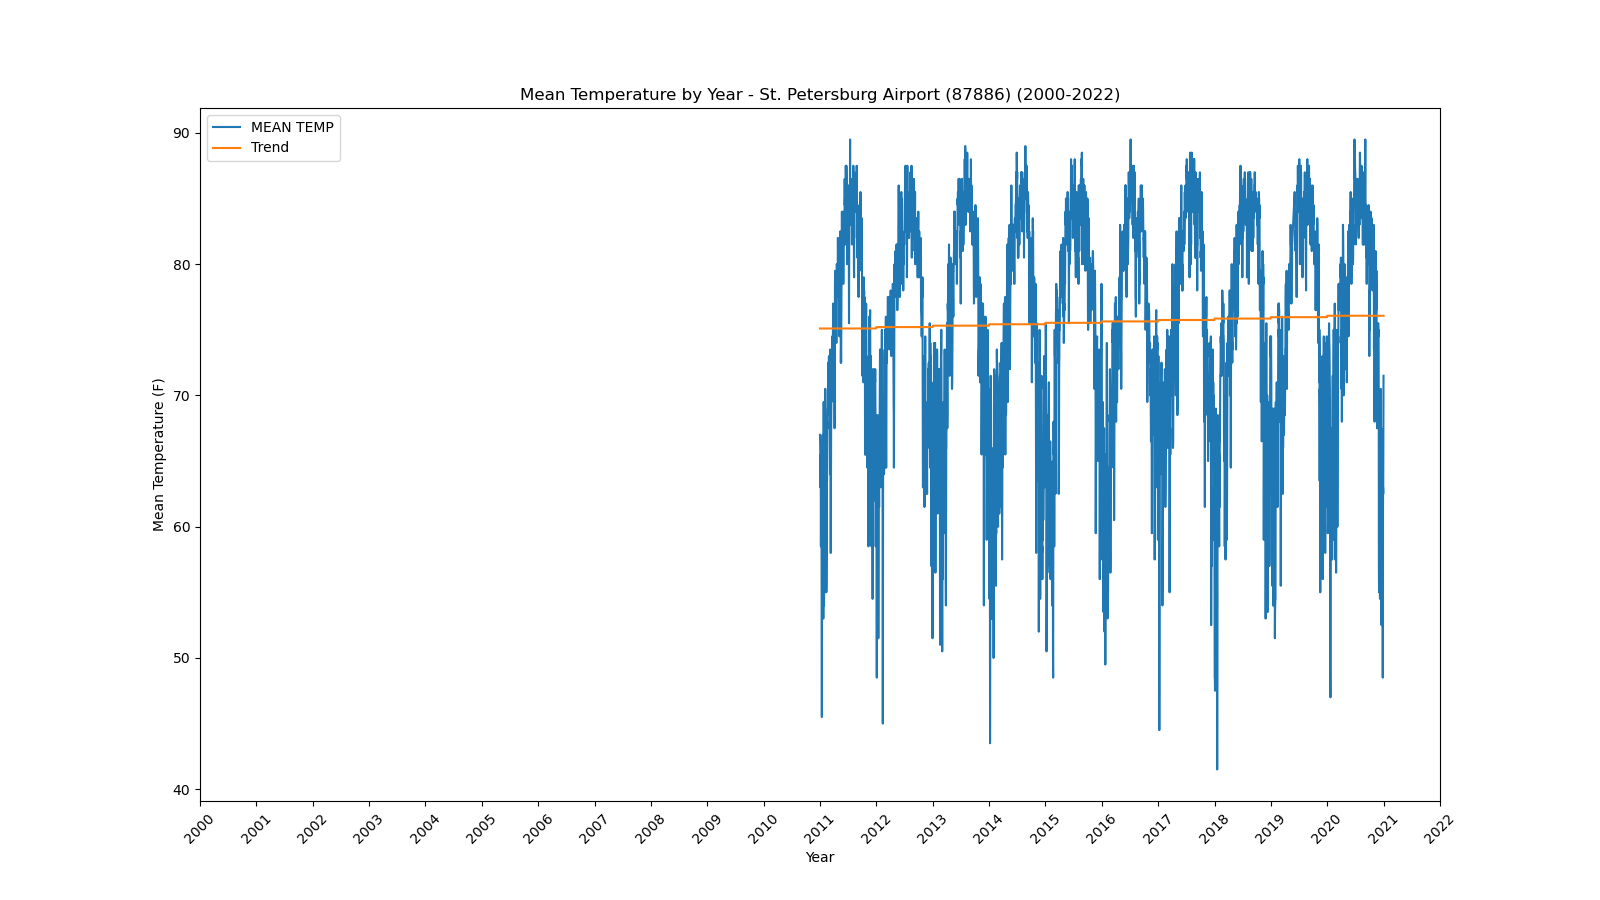 Mean Temperature by Year - St. Petersburg Airport (87886) (2000-2022)
MEAN TEMP
Trend
90
80
70
60
50
40
Mean Temperature (F)
2000 2001 2002 2003 2004 2005 2006 2007 2008 2009 2010 2011 2012 2013 2014 2015 2016 2017 2018 2019 2020 2021 2022
Year